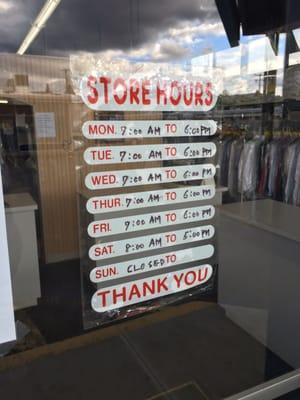 STORE HOURS
MON. 7:00 AM TO 6:00 PM
TUE. 7:00 AM TO 6:00 PM
WED. 7:00 AM TO 6:00 PM
THUR. 7:00 AM TO 6:00 PM
FRI. 7:00 AM TO 6:00 PM
SAT. 8:00 AM TO 5:00 PM
SUN. CLOSED TO
THANK YOU